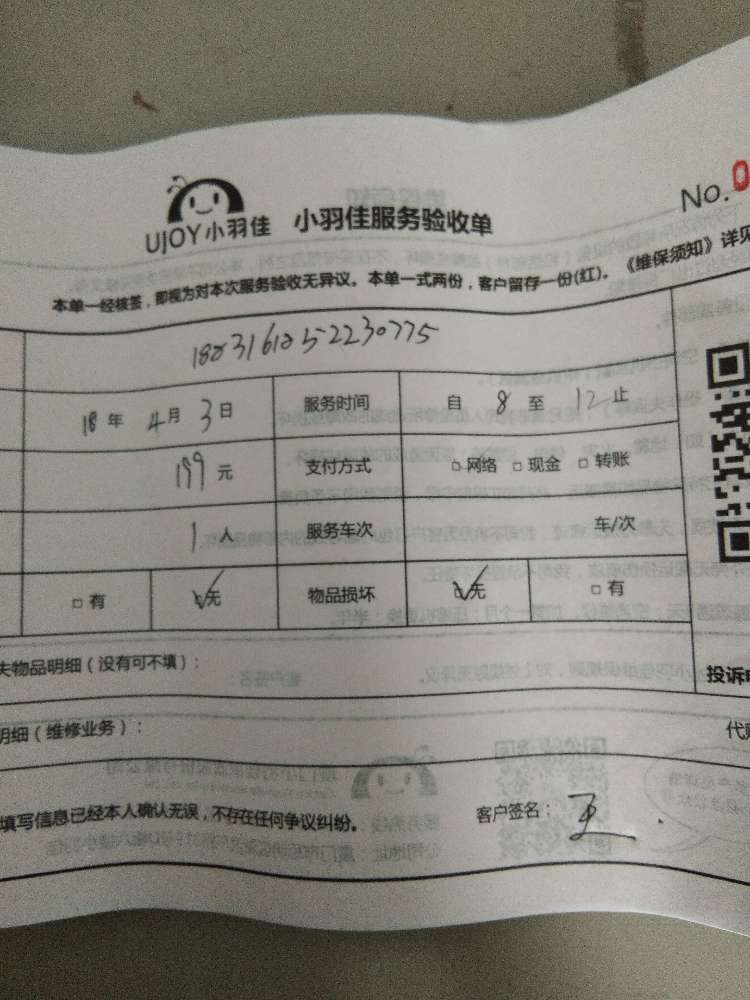 UJOY小羽佳 小羽佳服务验收单
No.0
本单一经核签，即视为对本次服务验收无异议。本单一式两份，客户留存一份(红)。《维保须知》详见
18年4月3日 服务时间 自8至12止
199元 支付方式 □网络 □现金 □转账
1人 服务车次 车/次
□有 □无 物品损坏 □无 □有
失物品明细（没有可不填）：
投诉
明细（维修业务）：
填写信息已经本人确认无误，不存在任何争议纠纷。 客户签名：王